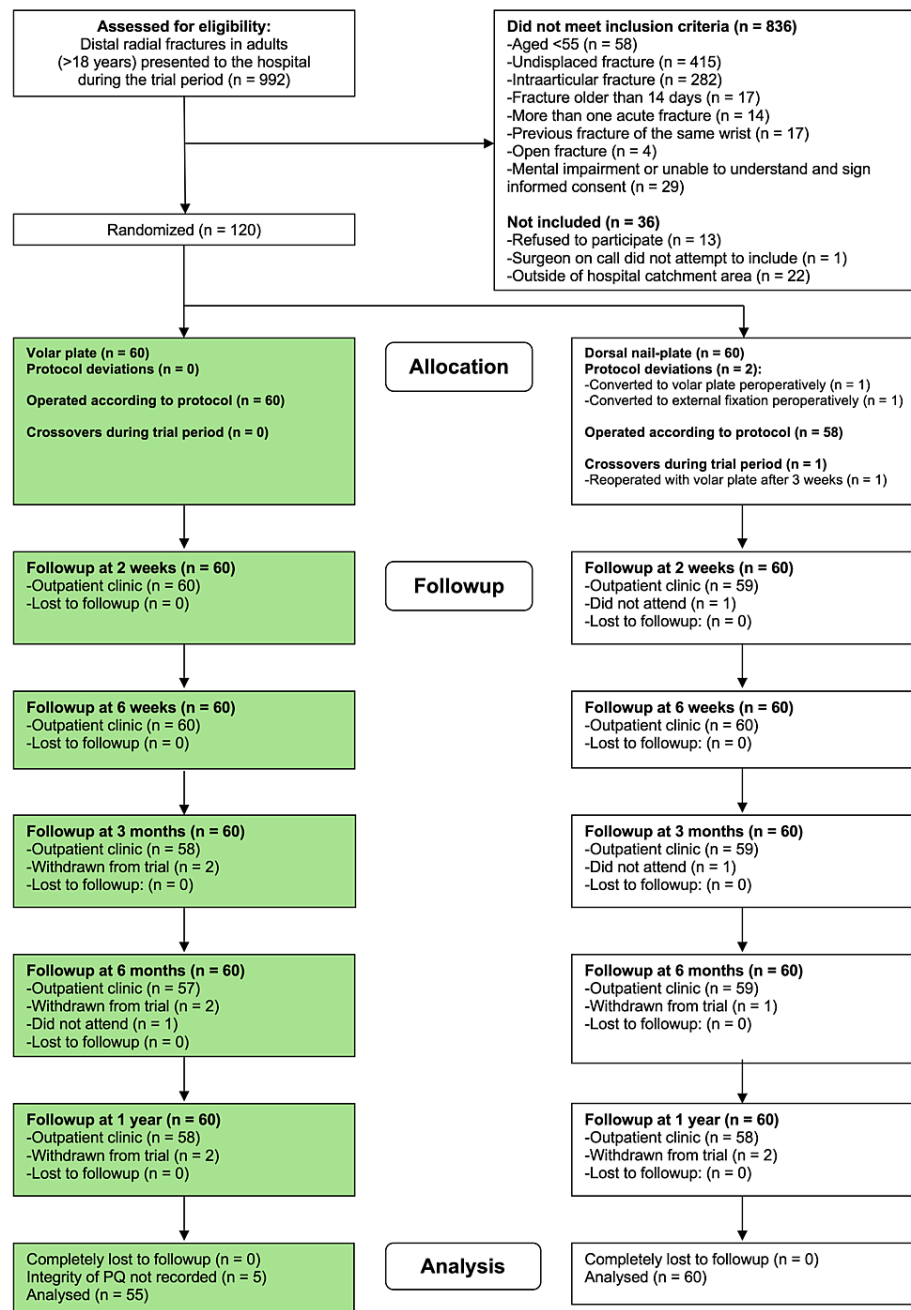 Assessed for eligibility:
Distal radial fractures in adults
(>18 years) presented to the hospital
during the trial period (n = 992)
Did not meet inclusion criteria (n = 836)
-Aged <55 (n = 58)
-Undisplaced fracture (n = 415)
-Intraarticular fracture (n = 282)
-Fracture older than 14 days (n = 17)
-More than one acute fracture (n = 14)
-Previous fracture of the same wrist (n = 17)
-Open fracture (n = 4)
-Mental impairment or unable to understand and sign
informed consent (n = 29)
Not included (n = 36)
-Refused to participate (n = 13)
-Surgeon on call did not attempt to include (n = 1)
-Outside of hospital catchment area (n = 22)
Randomized (n = 120)
Allocation
Volar plate (n = 60)
Protocol deviations (n = 0)
Operated according to protocol (n = 60)
Crossovers during trial period (n = 0)
Dorsal nail-plate (n = 60)
Protocol deviations (n = 2):
-Converted to volar plate peroperatively (n = 1)
-Converted to external fixation peroperatively (n = 1)
Operated according to protocol (n = 58)
Crossovers during trial period (n = 1)
-Reoperated with volar plate after 3 weeks (n = 1)
Followup
Followup at 2 weeks (n = 60)
-Outpatient clinic (n = 60)
-Lost to followup (n = 0)
Followup at 2 weeks (n = 60)
-Outpatient clinic (n = 59)
-Did not attend (n = 1)
-Lost to followup: (n = 0)
Followup at 6 weeks (n = 60)
-Outpatient clinic (n = 60)
-Lost to followup (n = 0)
Followup at 6 weeks (n = 60)
-Outpatient clinic (n = 60)
-Lost to followup: (n = 0)
Followup at 3 months (n = 60)
-Outpatient clinic (n = 58)
-Withdrawn from trial (n = 2)
-Lost to followup: (n = 0)
Followup at 3 months (n = 60)
-Outpatient clinic (n = 59)
-Did not attend (n = 1)
-Lost to followup: (n = 0)
Followup at 6 months (n = 60)
-Outpatient clinic (n = 57)
-Withdrawn from trial (n = 2)
-Did not attend (n = 1)
-Lost to followup (n = 0)
Followup at 6 months (n = 60)
-Outpatient clinic (n = 59)
-Withdrawn from trial (n = 1)
-Lost to followup: (n = 0)
Followup at 1 year (n = 60)
-Outpatient clinic (n = 58)
-Withdrawn from trial (n = 2)
-Lost to followup (n = 0)
Followup at 1 year (n = 60)
-Outpatient clinic (n = 58)
-Withdrawn from trial (n = 2)
-Lost to followup: (n = 0)
Analysis
Completely lost to followup (n = 0)
Integrity of PQ not recorded (n = 5)
Analysed (n = 55)
Completely lost to followup (n = 0)
Analysed (n = 60)